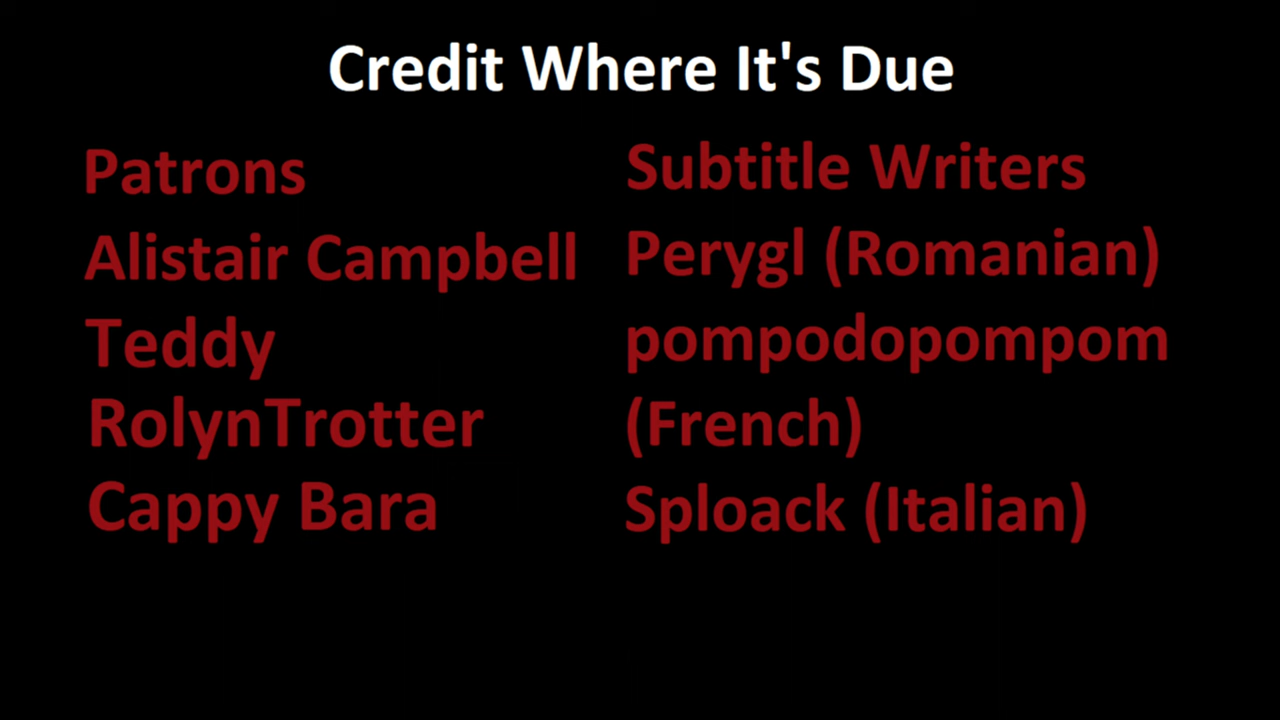 Credit Where It's Due
Patrons
Alistair Campbell
Teddy
RolynTrotter
Cappy Bara
Subtitle Writers
Perygl (Romanian)
pompodopompom
(French)
Sploack (Italian)